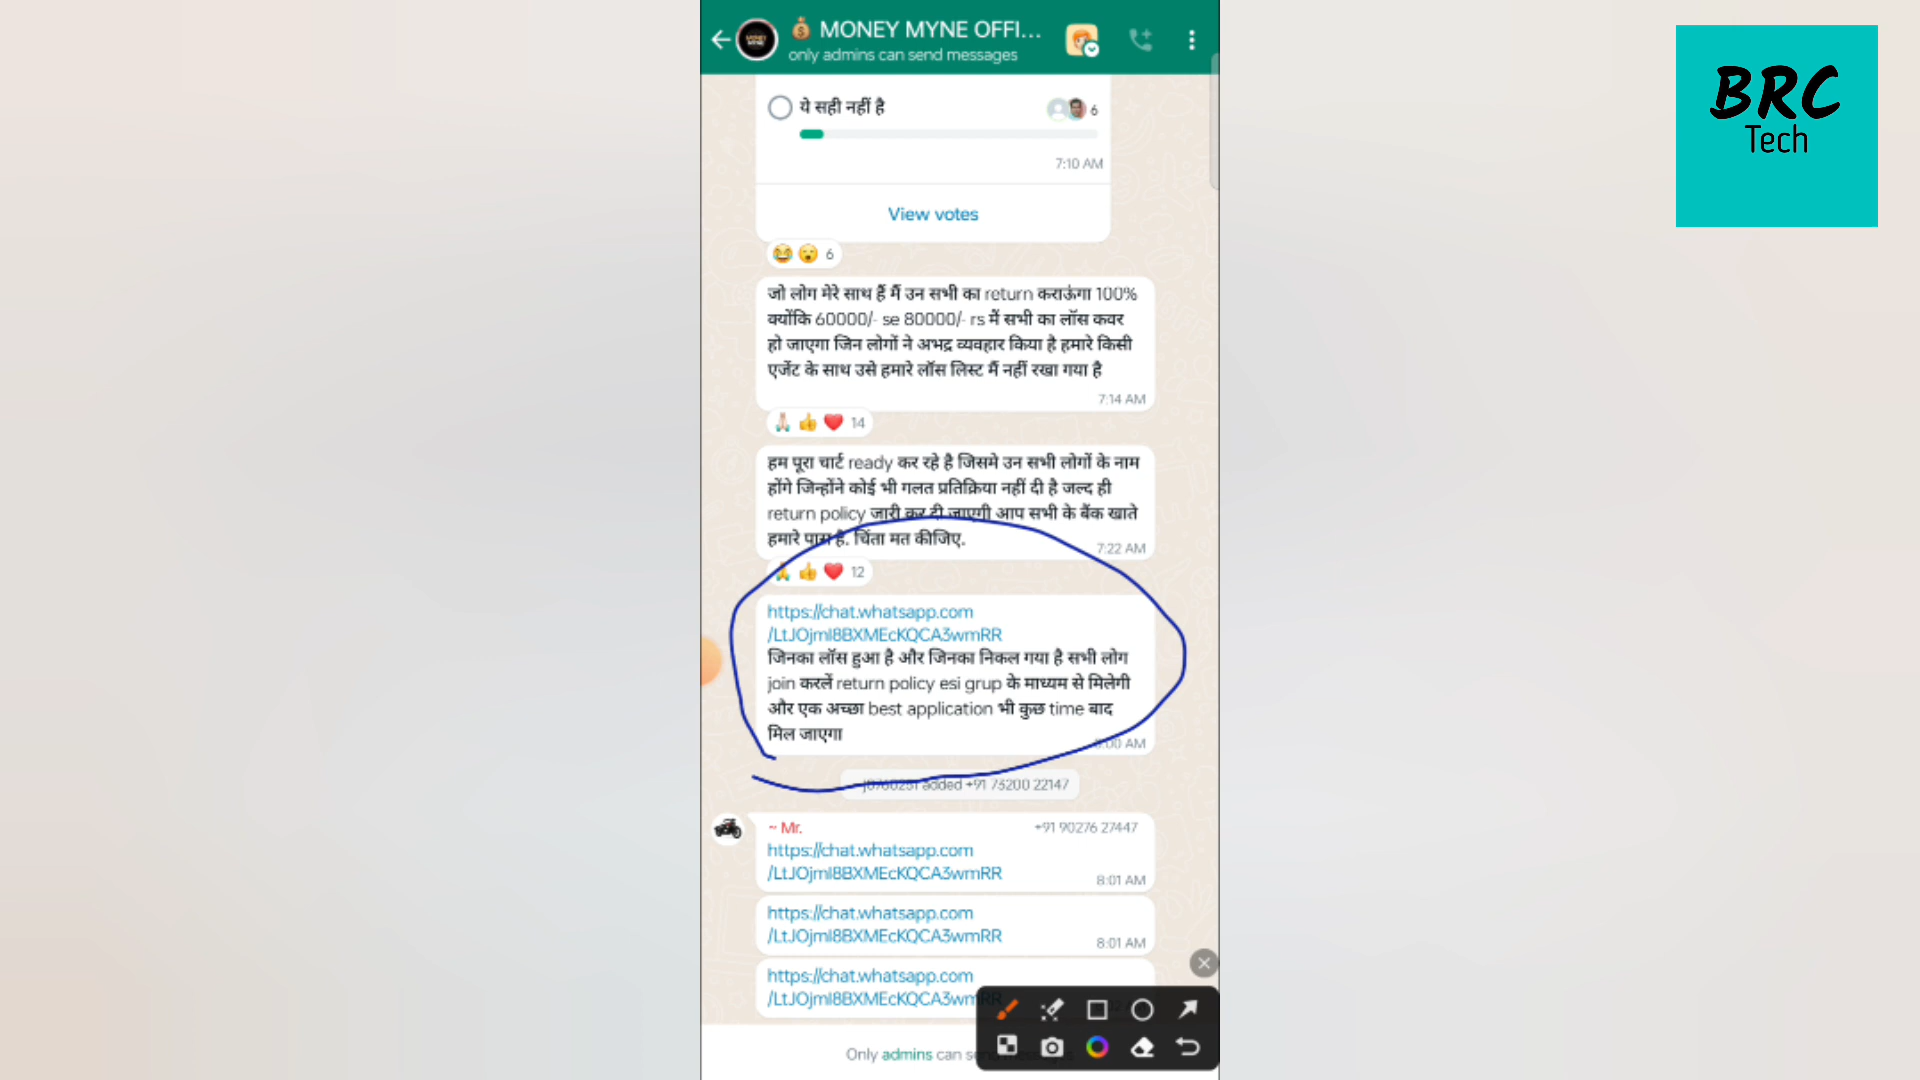 💰 MONEY MYNE OFFI...
only admins can send messages
BRC
Tech
ये सही नहीं है
6
7:10 AM
View votes
6
जो लोग मेरे साथ हैं मैं उन सभी का return कराऊंगा 100%
क्योंकि 60000/- se 80000/- rs में सभी का लॉस कवर
हो जाएगा जिन लोगों ने अभद्र व्यवहार किया है हमारे किसी
एजेंट के साथ उसे हमारे लॉस लिस्ट मैं नहीं रखा गया है
7:14 AM
14
हम पूरा चार्ट ready कर रहे है जिसमे उन सभी लोगों के नाम
होंगे जिन्होंने कोई भी गलत प्रतिक्रिया नहीं दी है जल्द ही
return policy जारी कर दी जाएगी आप सभी के बैंक खाते
हमारे पास है. चिंता मत कीजिए.
7:22 AM
12
https://chat.whatsapp.com
/LtJOjmI8BXMEcKQCA3wmRR
जिनका लॉस हुआ है और जिनका निकल गया है सभी लोग
join करलें return policy esi grup के माध्यम से मिलेगी
और एक अच्छा best application भी कुछ time बाद
मिल जाएगा
AM
added +91 73200 22147
~ Mr.
+91 90276 27447
https://chat.whatsapp.com
/LtJOjmI8BXMEcKQCA3wmRR
8:01 AM
https://chat.whatsapp.com
/LtJOjmI8BXMEcKQCA3wmRR
8:01 AM
https://chat.whatsapp.com
/LtJOjmI8BXMEcKQCA3wmRR
Only admins can